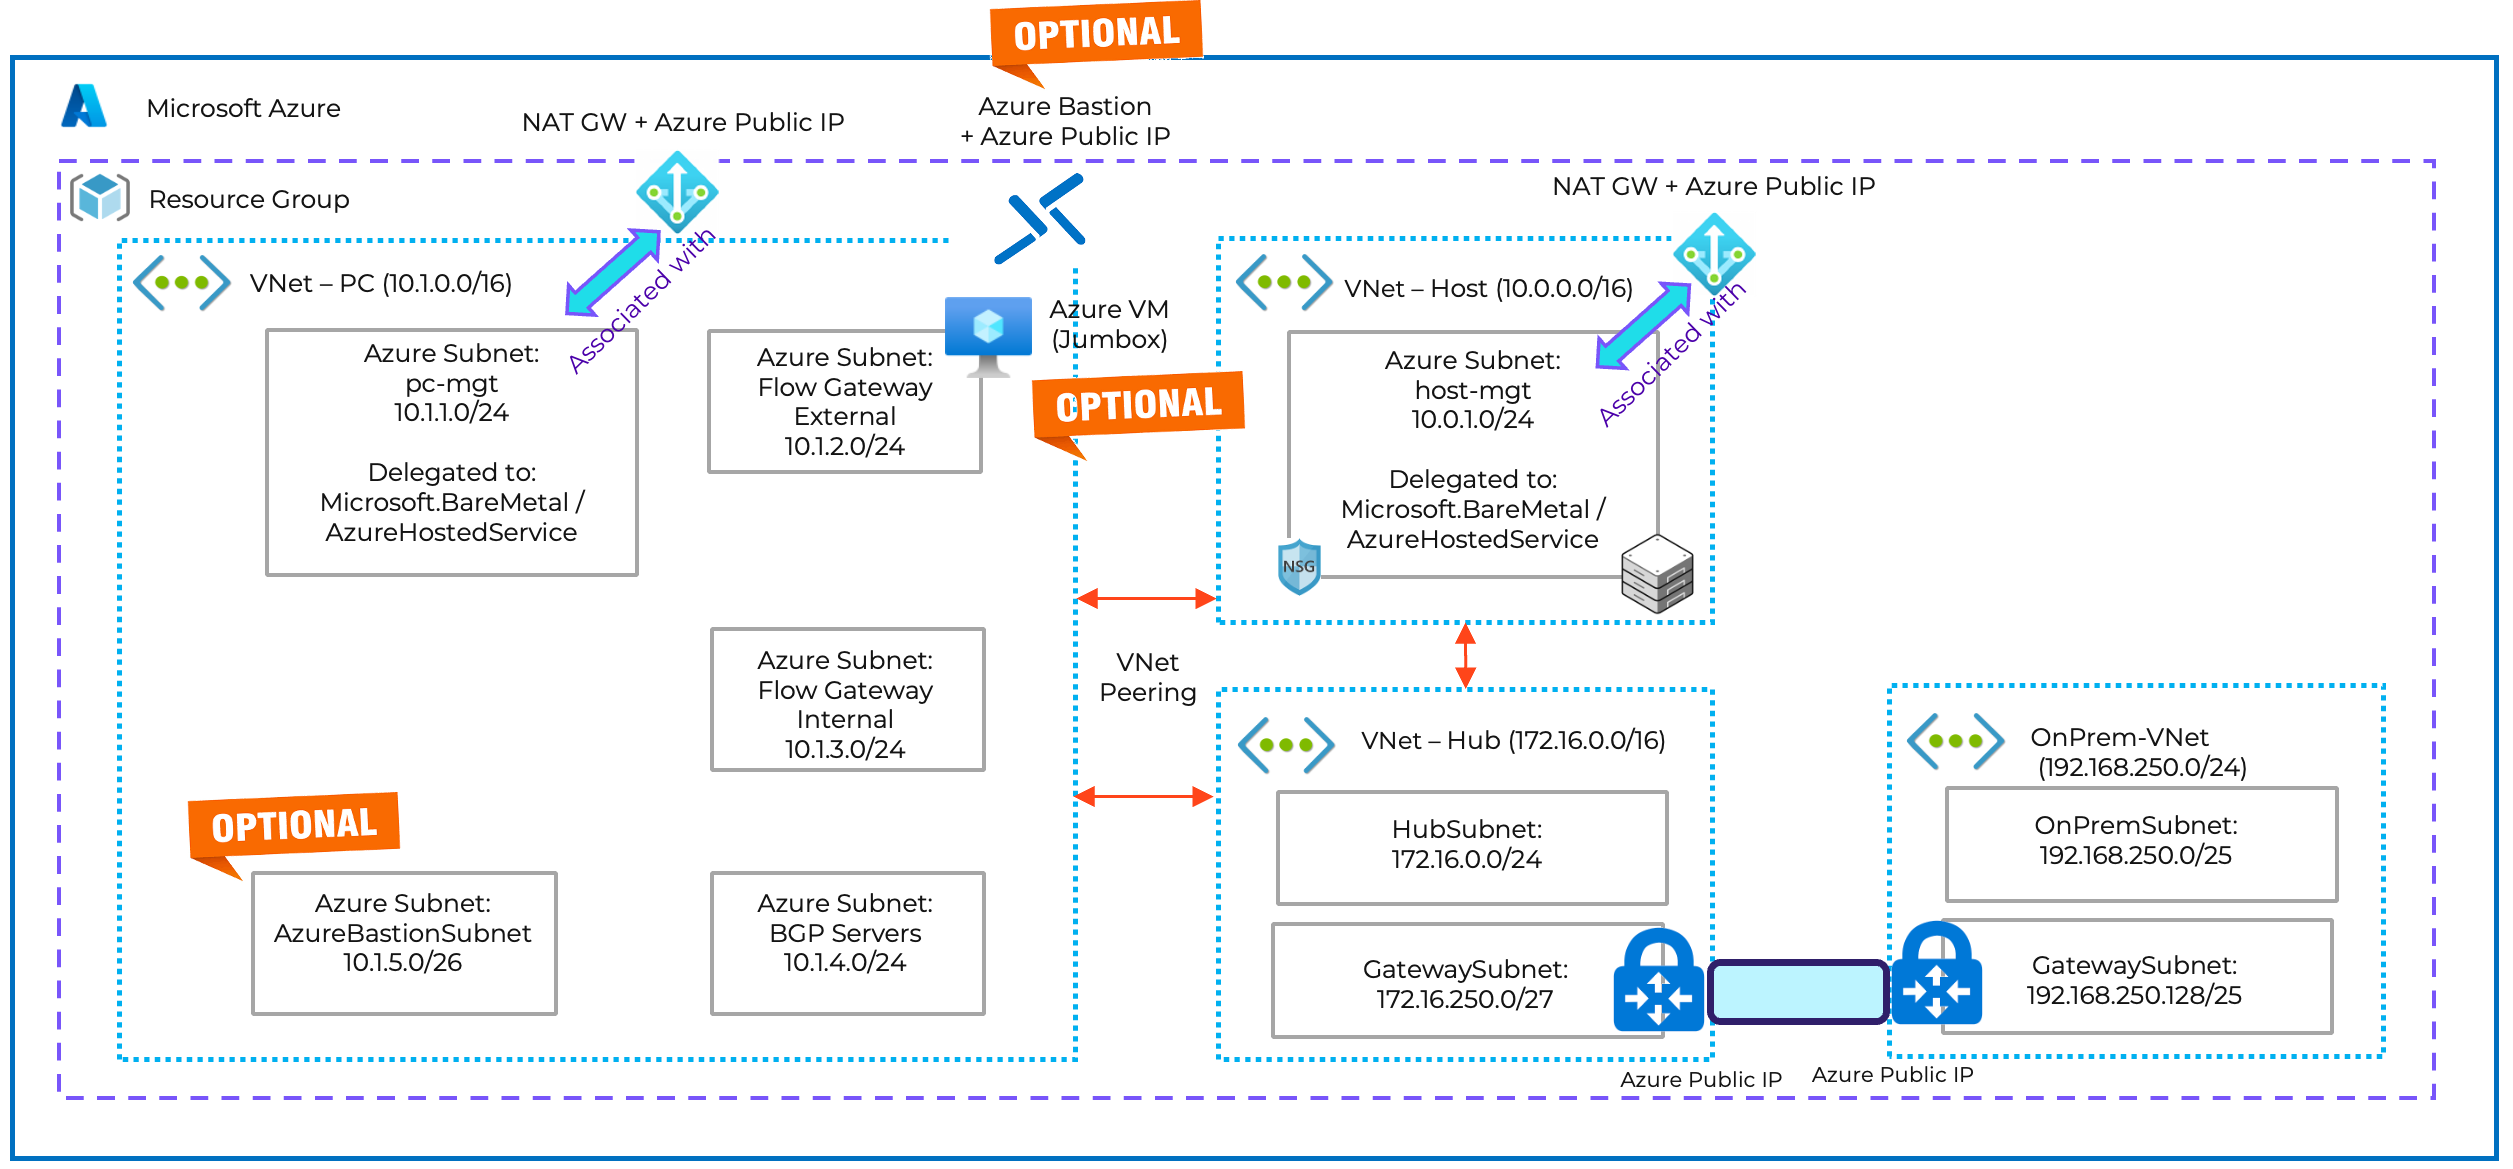 OPTIONAL
Microsoft Azure
NAT GW + Azure Public IP
Azure Bastion
+ Azure Public IP
Resource Group
NAT GW + Azure Public IP
VNet – PC (10.1.0.0/16)
Associated with
Azure Subnet:
pc-mgt
10.1.1.0/24
Delegated to:
Microsoft.BareMetal /
AzureHostedService
Azure Subnet:
Flow Gateway
External
10.1.2.0/24
Azure VM
(Jumbox)
OPTIONAL
VNet – Host (10.0.0.0/16)
Associated with
Azure Subnet:
host-mgt
10.0.1.0/24
Delegated to:
Microsoft.BareMetal /
AzureHostedService
NSG
Azure Subnet:
Flow Gateway
Internal
10.1.3.0/24
VNet
Peering
OPTIONAL
Azure Subnet:
AzureBastionSubnet
10.1.5.0/26
Azure Subnet:
BGP Servers
10.1.4.0/24
VNet – Hub (172.16.0.0/16)
HubSubnet:
172.16.0.0/24
GatewaySubnet:
172.16.250.0/27
OnPrem-VNet
(192.168.250.0/24)
OnPremSubnet:
192.168.250.0/25
GatewaySubnet:
192.168.250.128/25
Azure Public IP
Azure Public IP